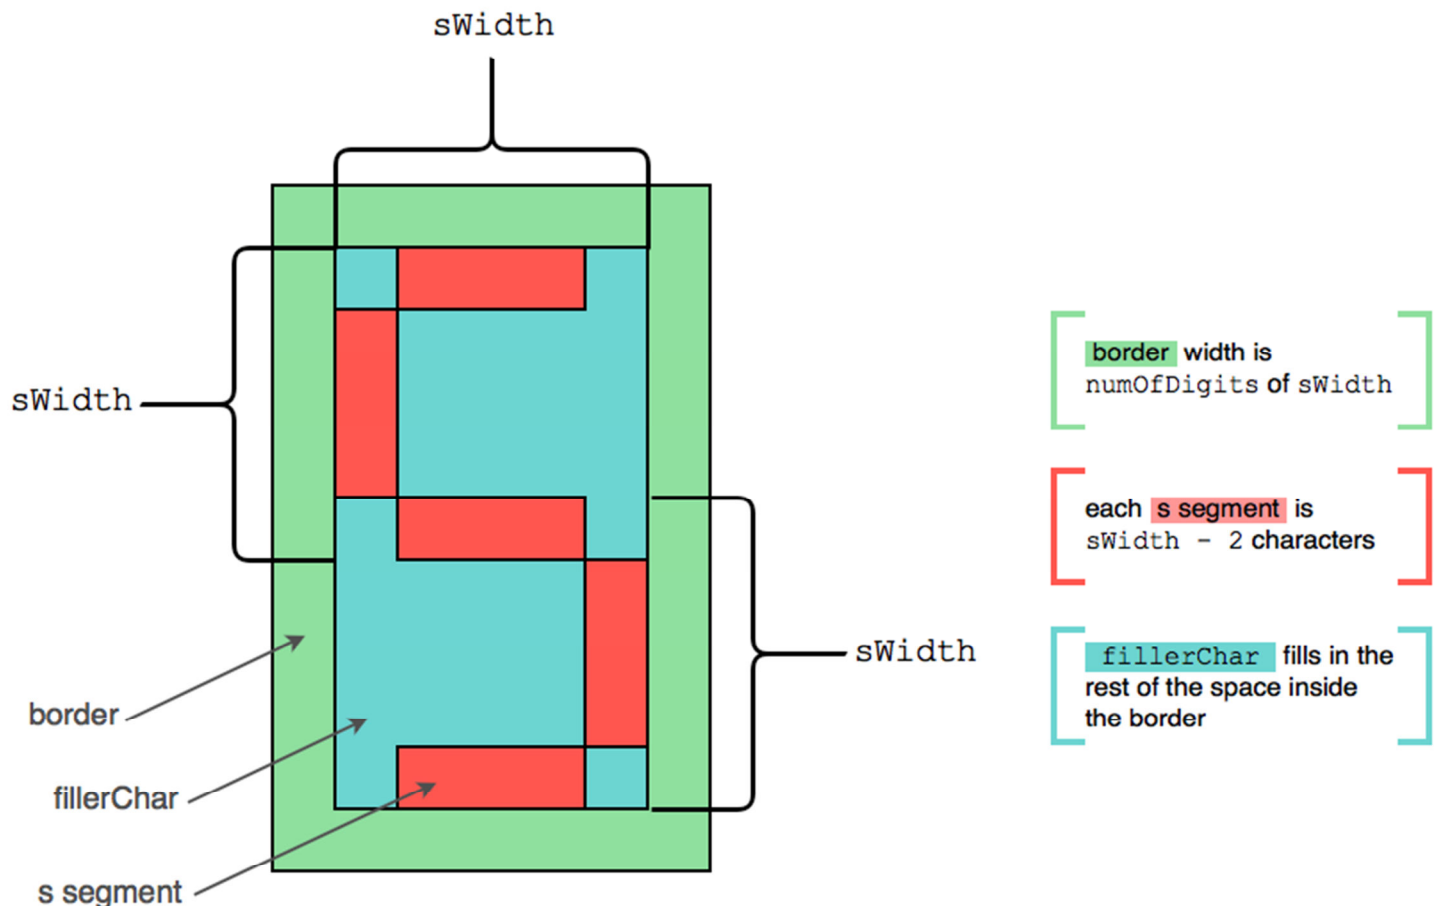 sWidth
sWidth
sWidth
border
fillerChar
s segment
border width is
numOfDigits of sWidth
each s segment is
sWidth - 2 characters
fillerChar fills in the
rest of the space inside
the border